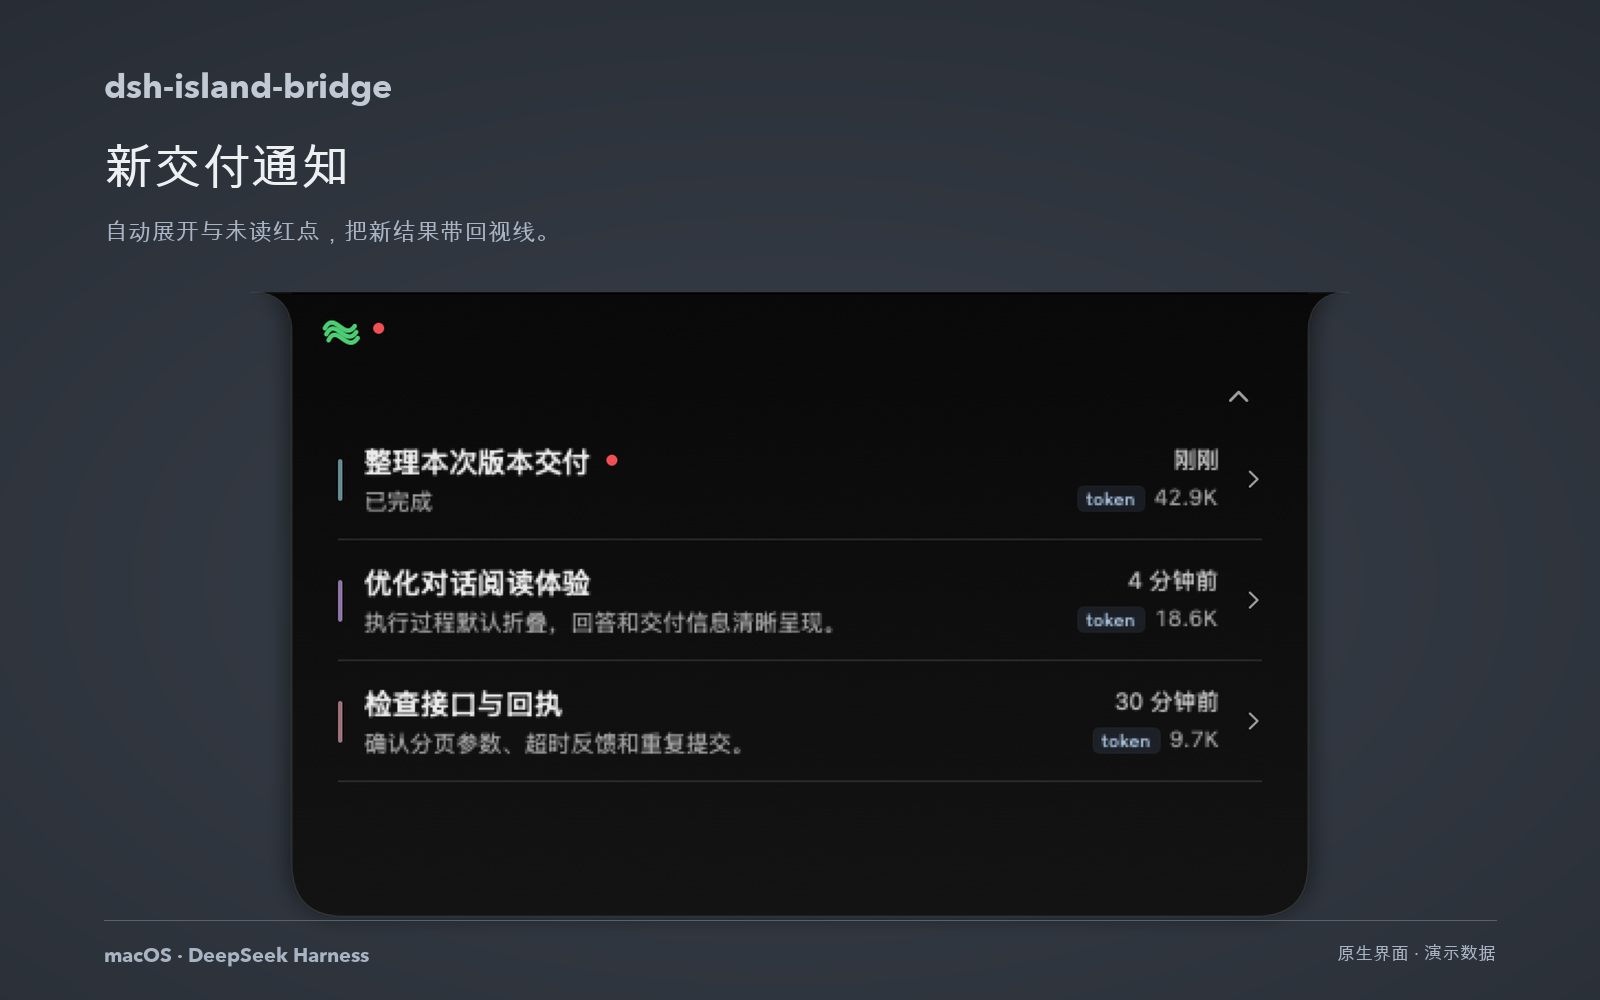 dsh-island-bridge
新交付通知
自动展开与未读红点，把新结果带回视线。
整理本次版本交付
刚刚
已完成
token 42.9K
优化对话阅读体验
4 分钟前
执行过程默认折叠，回答和交付信息清晰呈现。
token 18.6K
检查接口与回执
30 分钟前
确认分页参数、超时反馈和重复提交。
token 9.7K
macOS · DeepSeek Harness
原生界面 · 演示数据